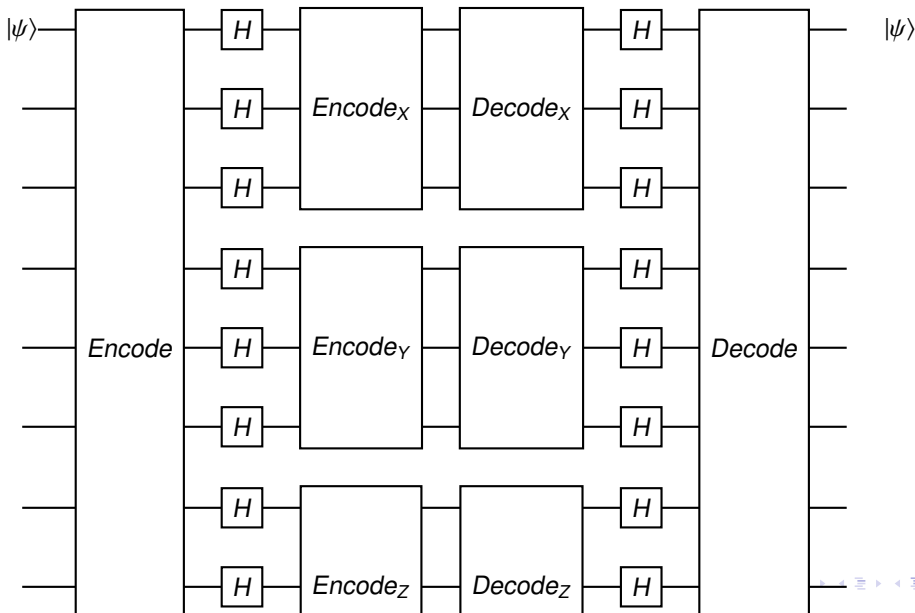 |ψ⟩ H H |ψ⟩
H Encode_X Decode_X H
H H
H H
Encode H Encode_Y Decode_Y H Decode
H H
H H
H Encode_Z Decode_Z H